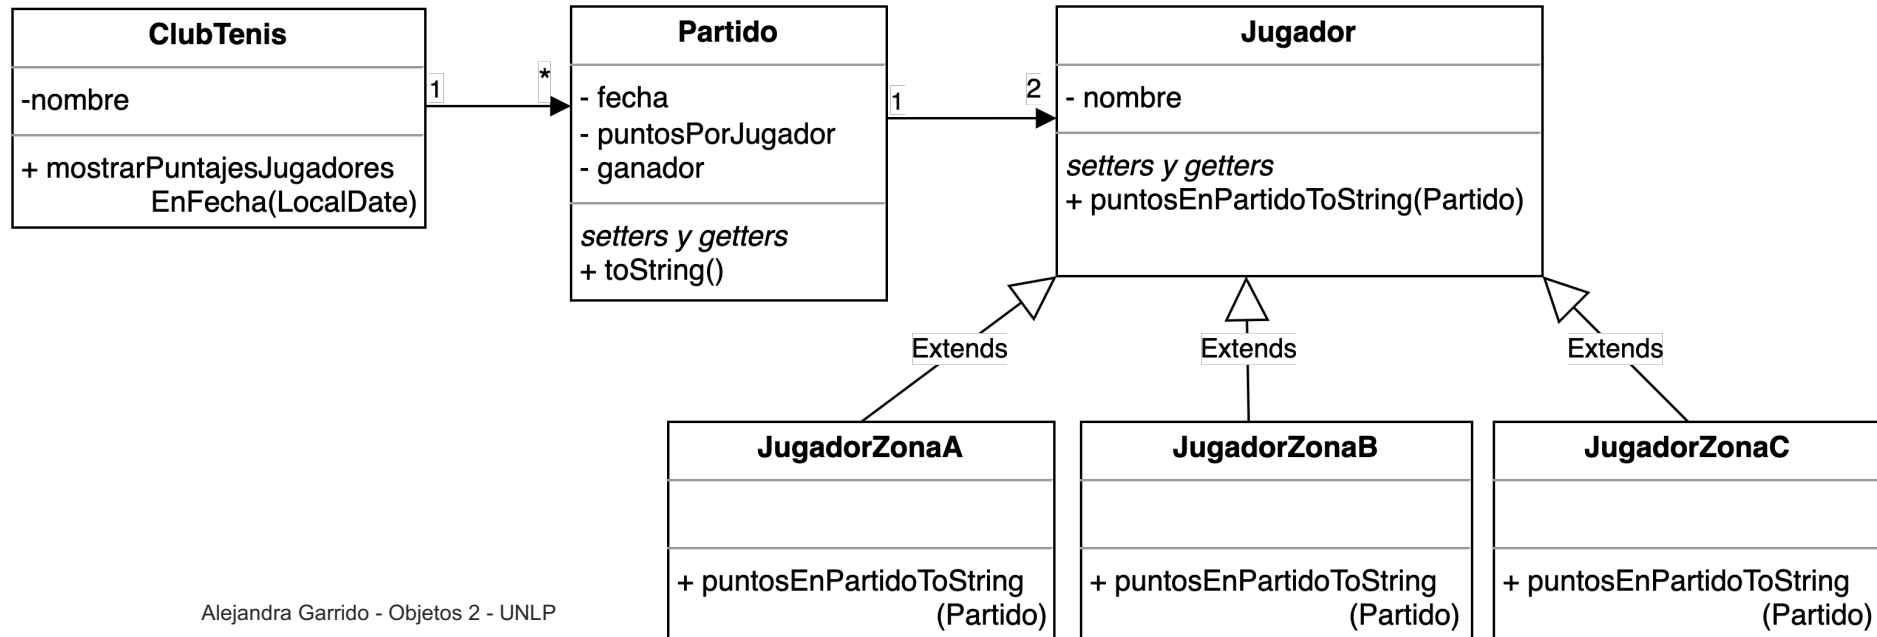 ClubTenis
-nombre
+ mostrarPuntajesJugadores
EnFecha(LocalDate)
1
*
Partido
- fecha
- puntosPorJugador
- ganador
setters y getters
+ toString()
1
2
Jugador
- nombre
setters y getters
+ puntosEnPartidoToString(Partido)
Extends
Extends
Extends
JugadorZonaA
+ puntosEnPartidoToString
(Partido)
JugadorZonaB
+ puntosEnPartidoToString
(Partido)
JugadorZonaC
+ puntosEnPartidoToString
(Partido)
Alejandra Garrido - Objetos 2 - UNLP